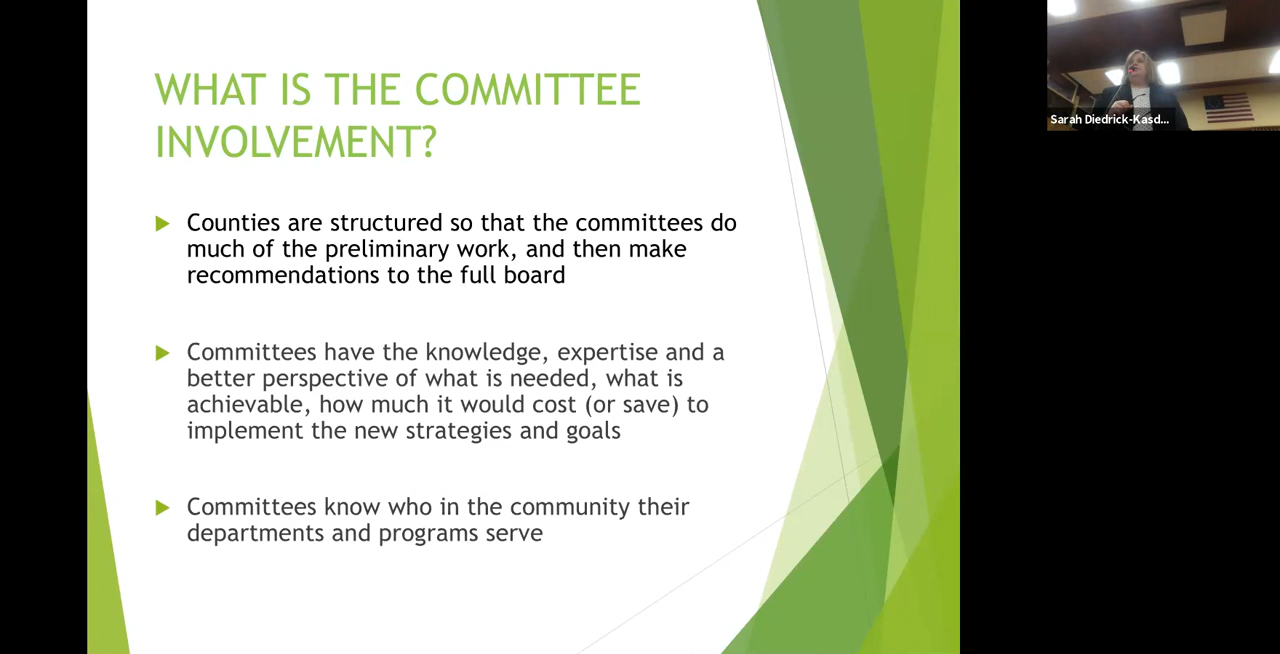 WHAT IS THE COMMITTEE
INVOLVEMENT?
Counties are structured so that the committees do
much of the preliminary work, and then make
recommendations to the full board
Committees have the knowledge, expertise and a
better perspective of what is needed, what is
achievable, how much it would cost (or save) to
implement the new strategies and goals
Committees know who in the community their
departments and programs serve
Sarah Diedrick-Kasd...